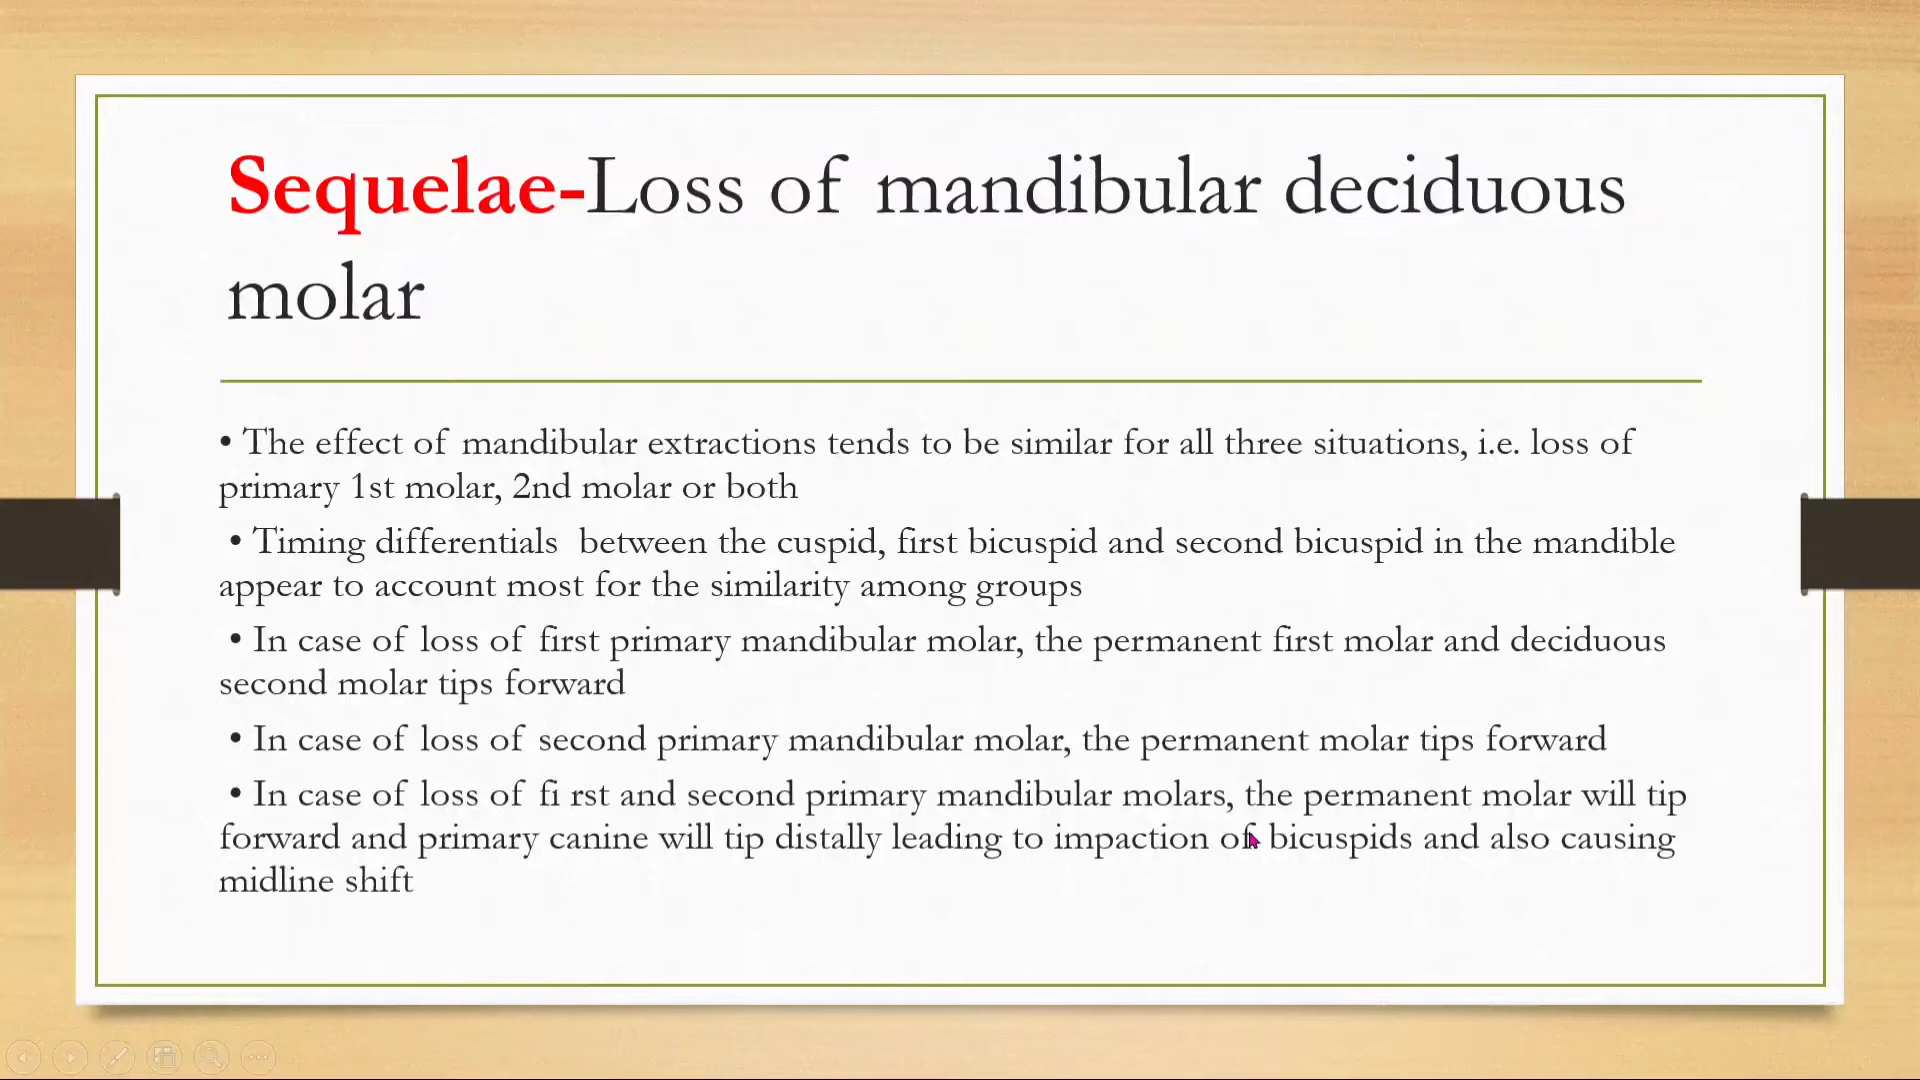 Sequelae-Loss of mandibular deciduous
molar
• The effect of mandibular extractions tends to be similar for all three situations, i.e. loss of
primary 1st molar, 2nd molar or both
• Timing differentials between the cuspid, first bicuspid and second bicuspid in the mandible
appear to account most for the similarity among groups
• In case of loss of first primary mandibular molar, the permanent first molar and deciduous
second molar tips forward
• In case of loss of second primary mandibular molar, the permanent molar tips forward
• In case of loss of fi rst and second primary mandibular molars, the permanent molar will tip
forward and primary canine will tip distally leading to impaction of bicuspids and also causing
midline shift